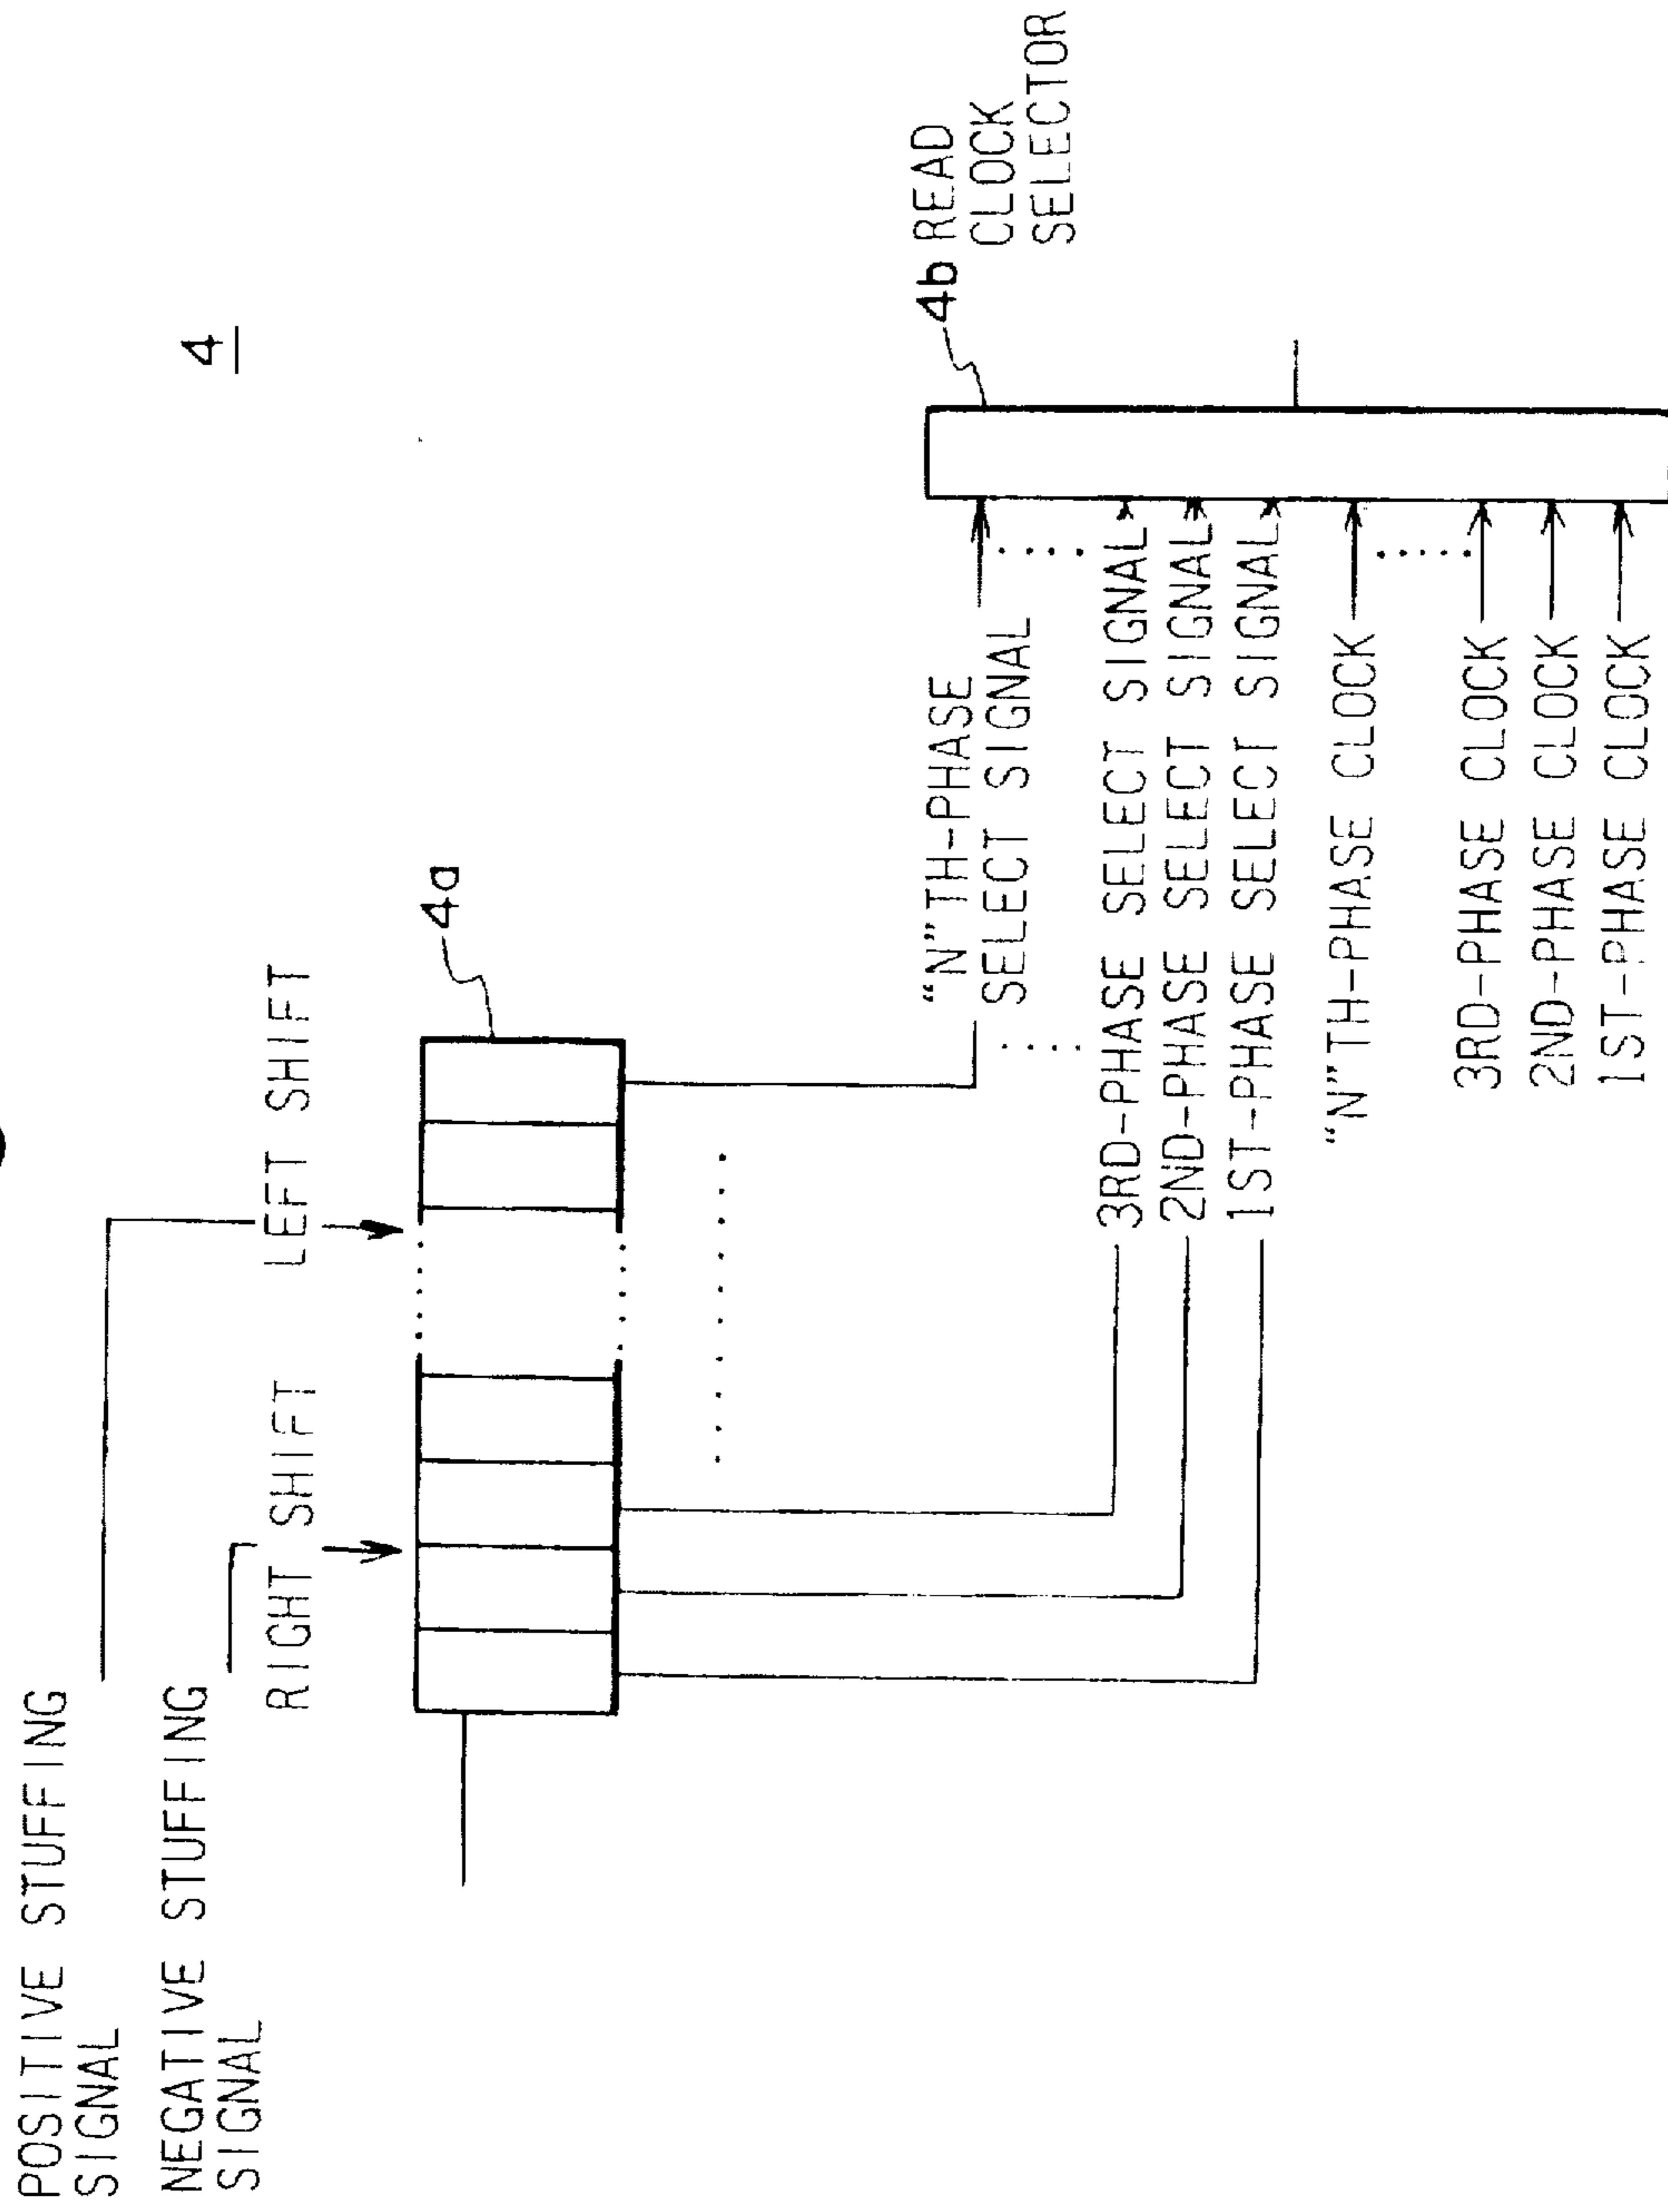 POSITIVE STUFFING
SIGNAL
NEGATIVE STUFFING
SIGNAL
4
RIGHT SHIFT
LEFT SHIFT
4a
4b READ
CLOCK
SELECTOR
“N”TH-PHASE
SELECT SIGNAL
3RD-PHASE SELECT SIGNAL
2ND-PHASE SELECT SIGNAL
1ST-PHASE SELECT SIGNAL
“N”TH-PHASE CLOCK
3RD-PHASE CLOCK
2ND-PHASE CLOCK
1ST-PHASE CLOCK